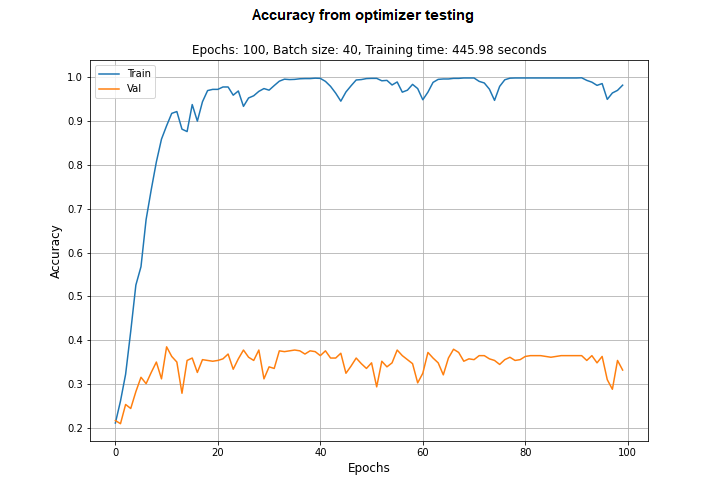 Accuracy from optimizer testing
Epochs: 100, Batch size: 40, Training time: 445.98 seconds
Train
Val
1.0
0.9
0.8
0.7
0.6
0.5
0.4
0.3
0.2
Accuracy
0 20 40 60 80 100
Epochs